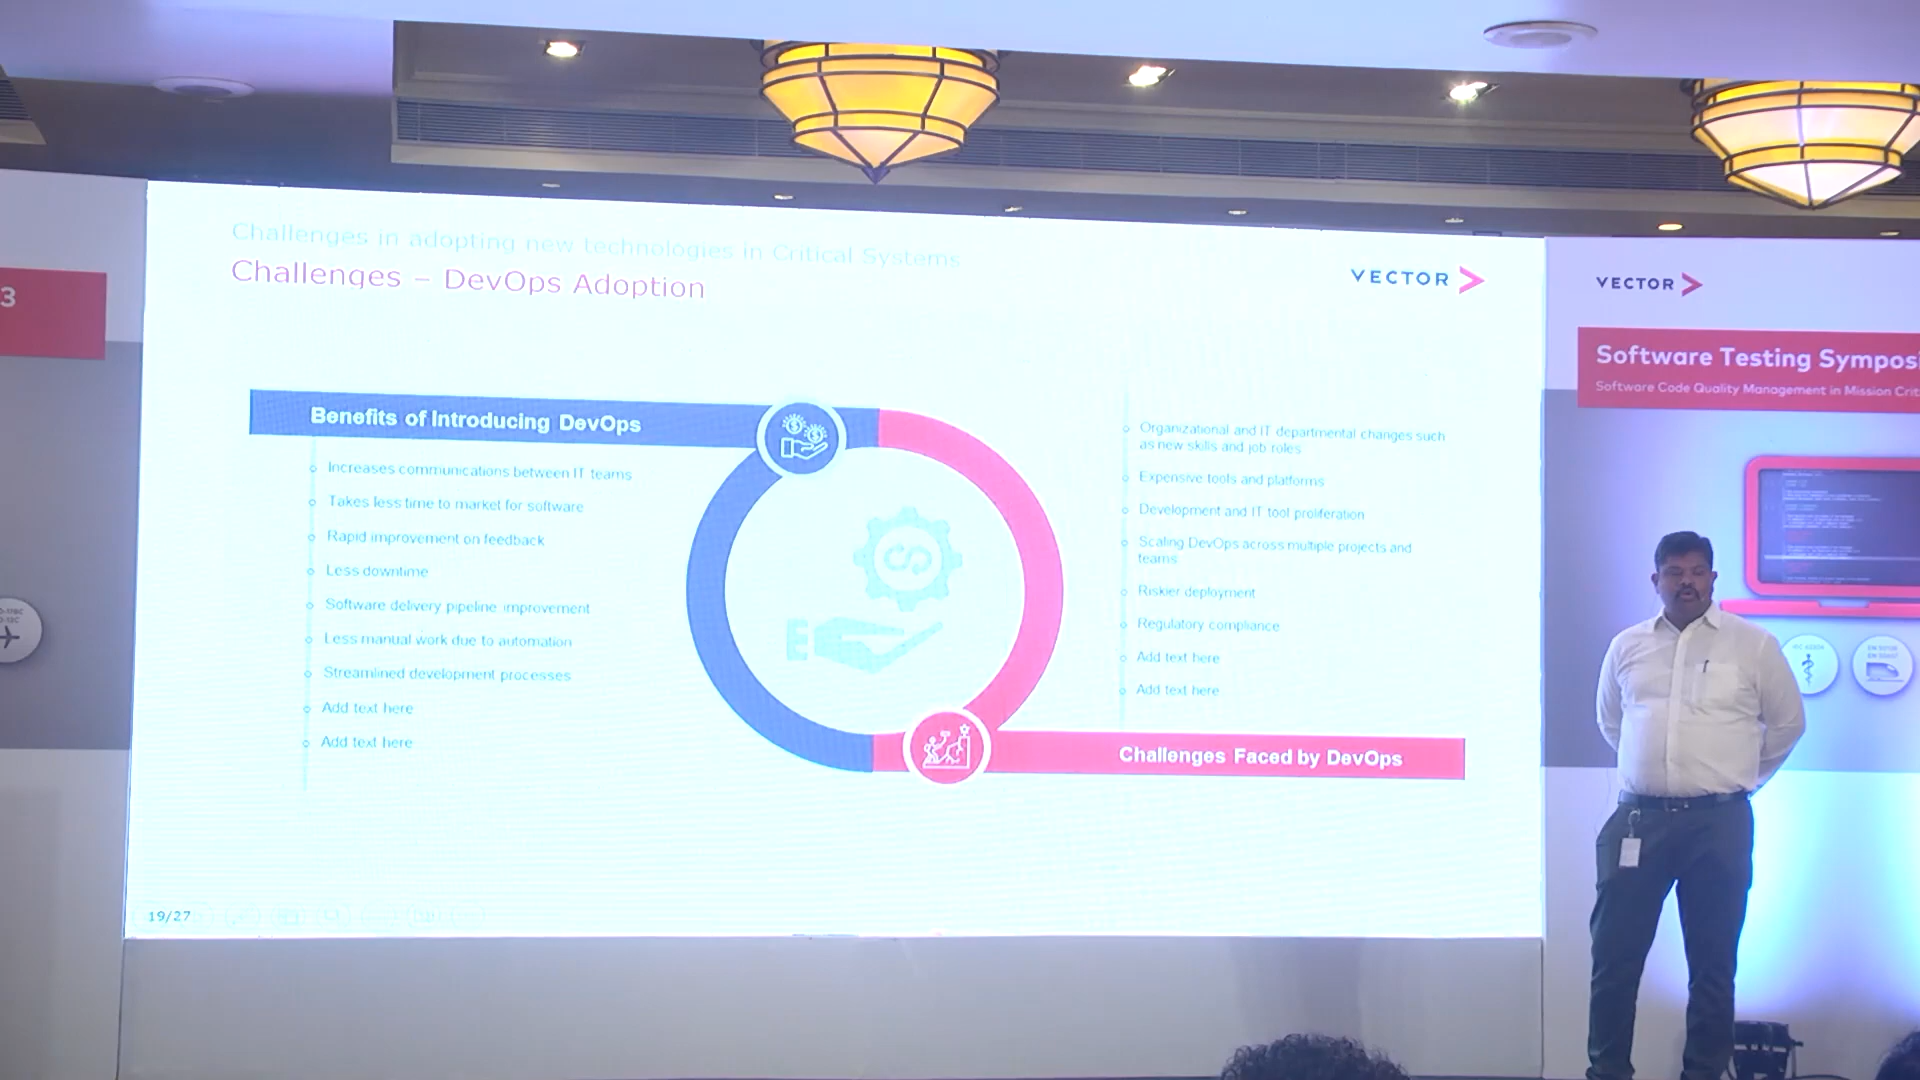 3
Challenges in adopting new technologies in Critical Systems
Challenges – DevOps Adoption
VECTOR
Benefits of Introducing DevOps
Increases communications between IT teams
Takes less time to market for software
Rapid improvement on feedback
Less downtime
Software delivery pipeline improvement
Less manual work due to automation
Streamlined development processes
Add text here
Add text here
Organizational and IT departmental changes such
as new skills and job roles
Expensive tools and platforms
Development and IT tool proliferation
Scaling DevOps across multiple projects and
teams
Riskier deployment
Regulatory compliance
Add text here
Add text here
Challenges Faced by DevOps
19/27
VECTOR
Software Testing Symposi
Software Code Quality Management in Mission Crit